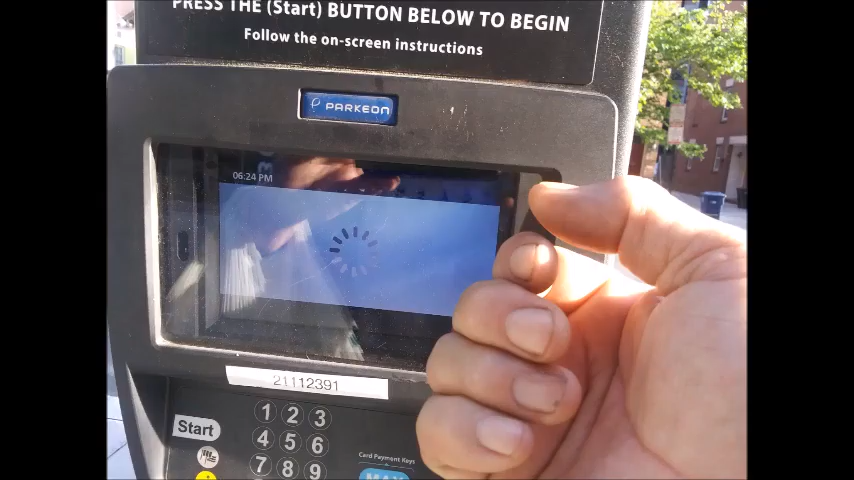 PRESS THE (Start) BUTTON BELOW TO BEGIN
Follow the on-screen instructions
PARKEON
06:24 PM
21112391
Start
1 2 3
4 5 6
7 8 9
Card Payment Keys
MAX